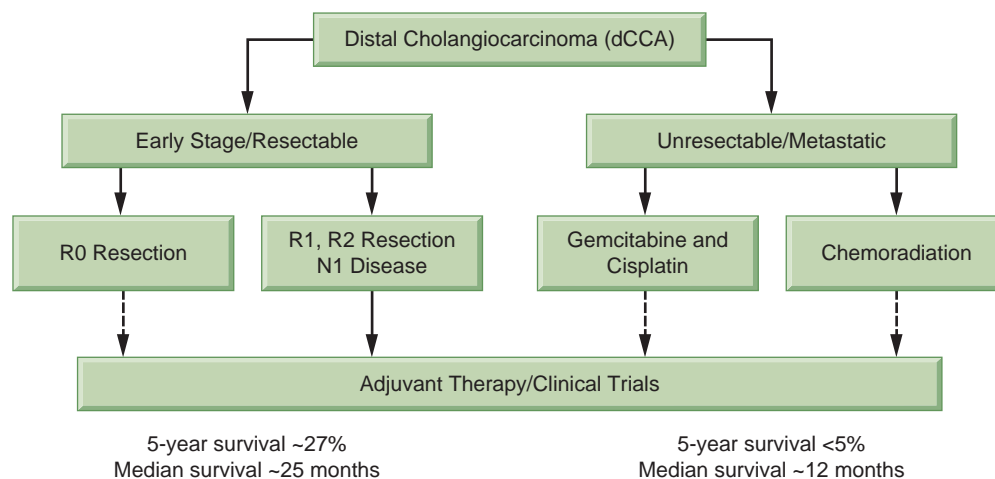 Distal Cholangiocarcinoma (dCCA)
Early Stage/Resectable
Unresectable/Metastatic
R0 Resection
R1, R2 Resection
N1 Disease
Gemcitabine and
Cisplatin
Chemoradiation
Adjuvant Therapy/Clinical Trials
5-year survival ~27%
Median survival ~25 months
5-year survival <5%
Median survival ~12 months